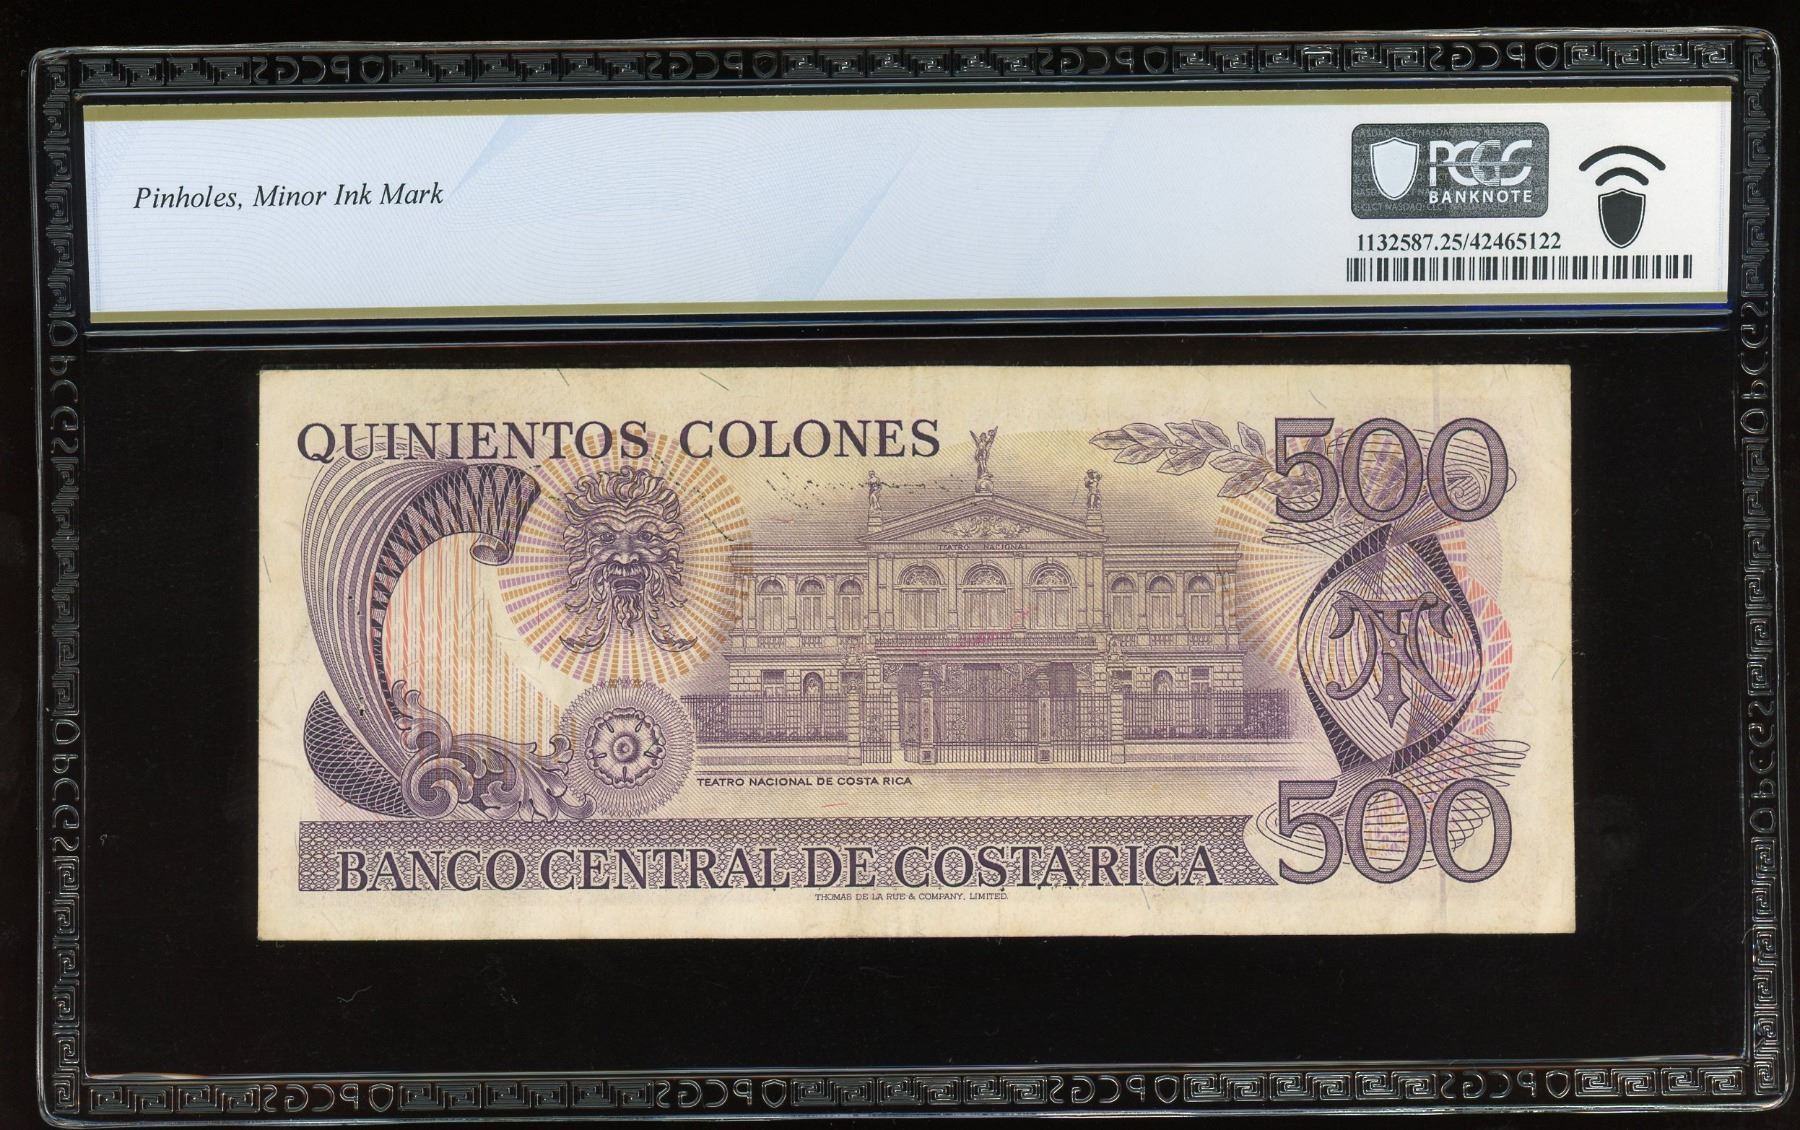 Pinholes, Minor Ink Mark
PCGS
BANKNOTE
1132587.25/42465122
QUINIENTOS COLONES
500
TEATRO NACIONAL
TEATRO NACIONAL DE COSTA RICA
500
BANCO CENTRAL DE COSTA RICA
THOMAS DE LA RUE & COMPANY, LIMITED.